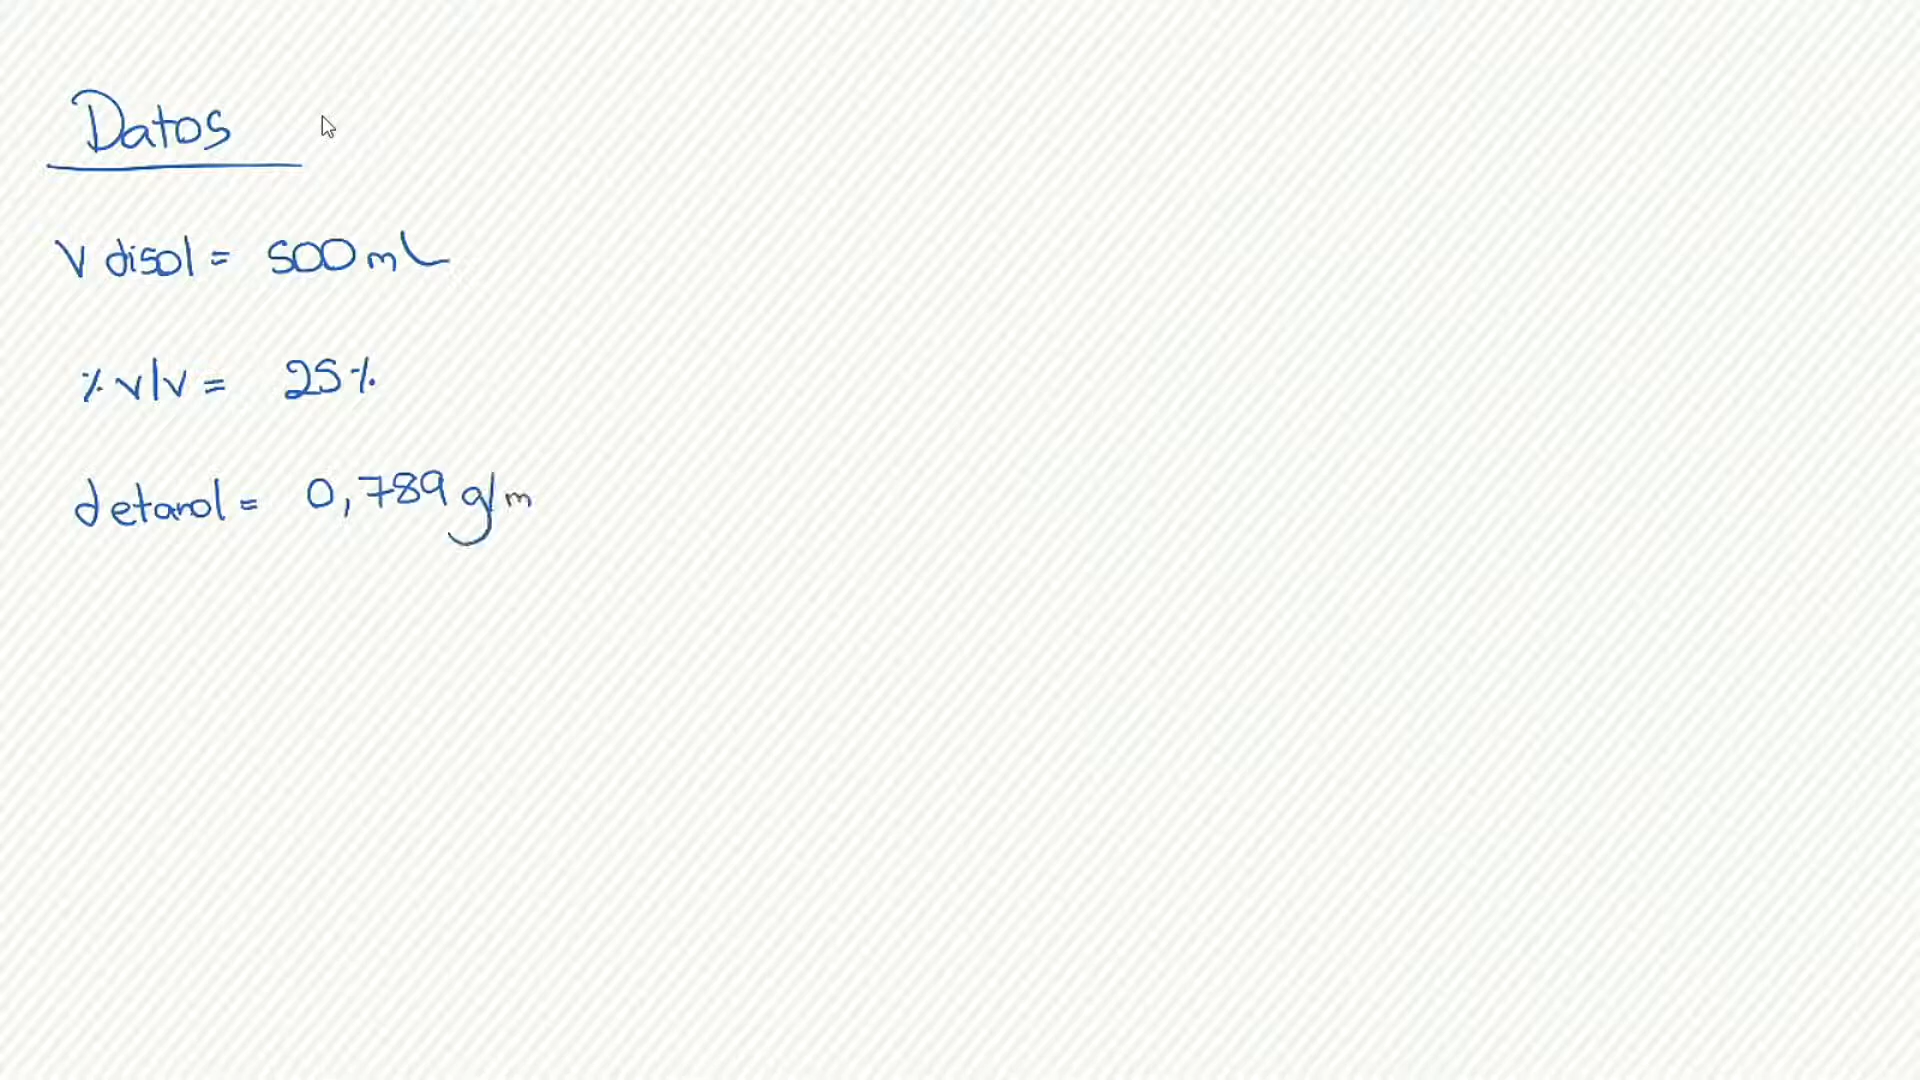 Datos
V disol = 500 mL
% v/v = 25%
d etanol = 0,789 g/m